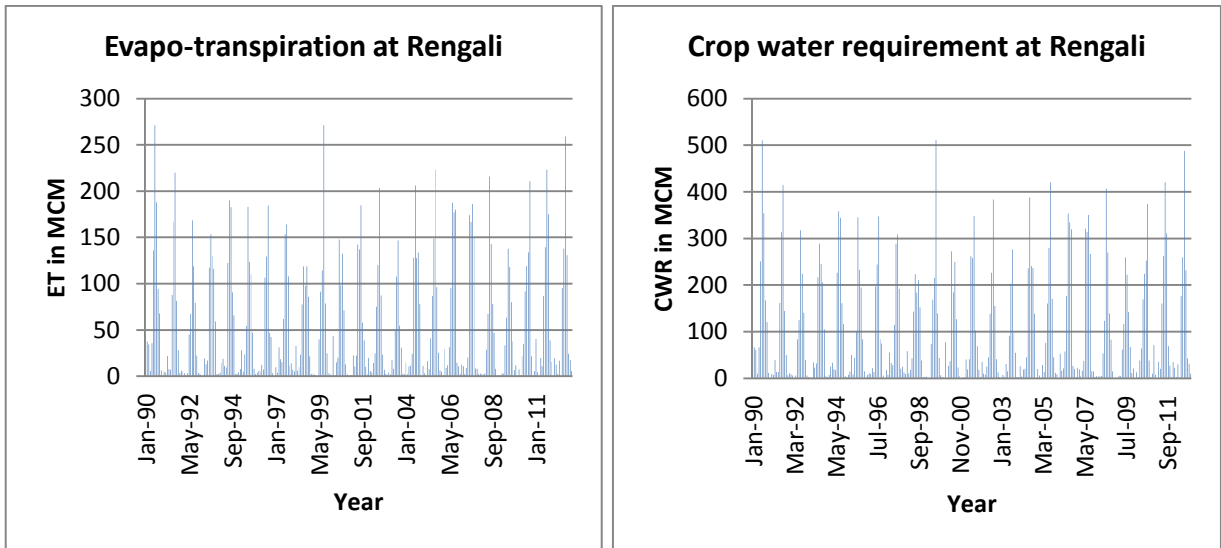 Evapo-transpiration at Rengali
ET in MCM
300
250
200
150
100
50
0
Jan-90
May-92
Sep-94
Jan-97
May-99
Sep-01
Jan-04
May-06
Sep-08
Jan-11
Year
Crop water requirement at Rengali
CWR in MCM
600
500
400
300
200
100
0
Jan-90
Mar-92
May-94
Jul-96
Sep-98
Nov-00
Jan-03
Mar-05
May-07
Jul-09
Sep-11
Year